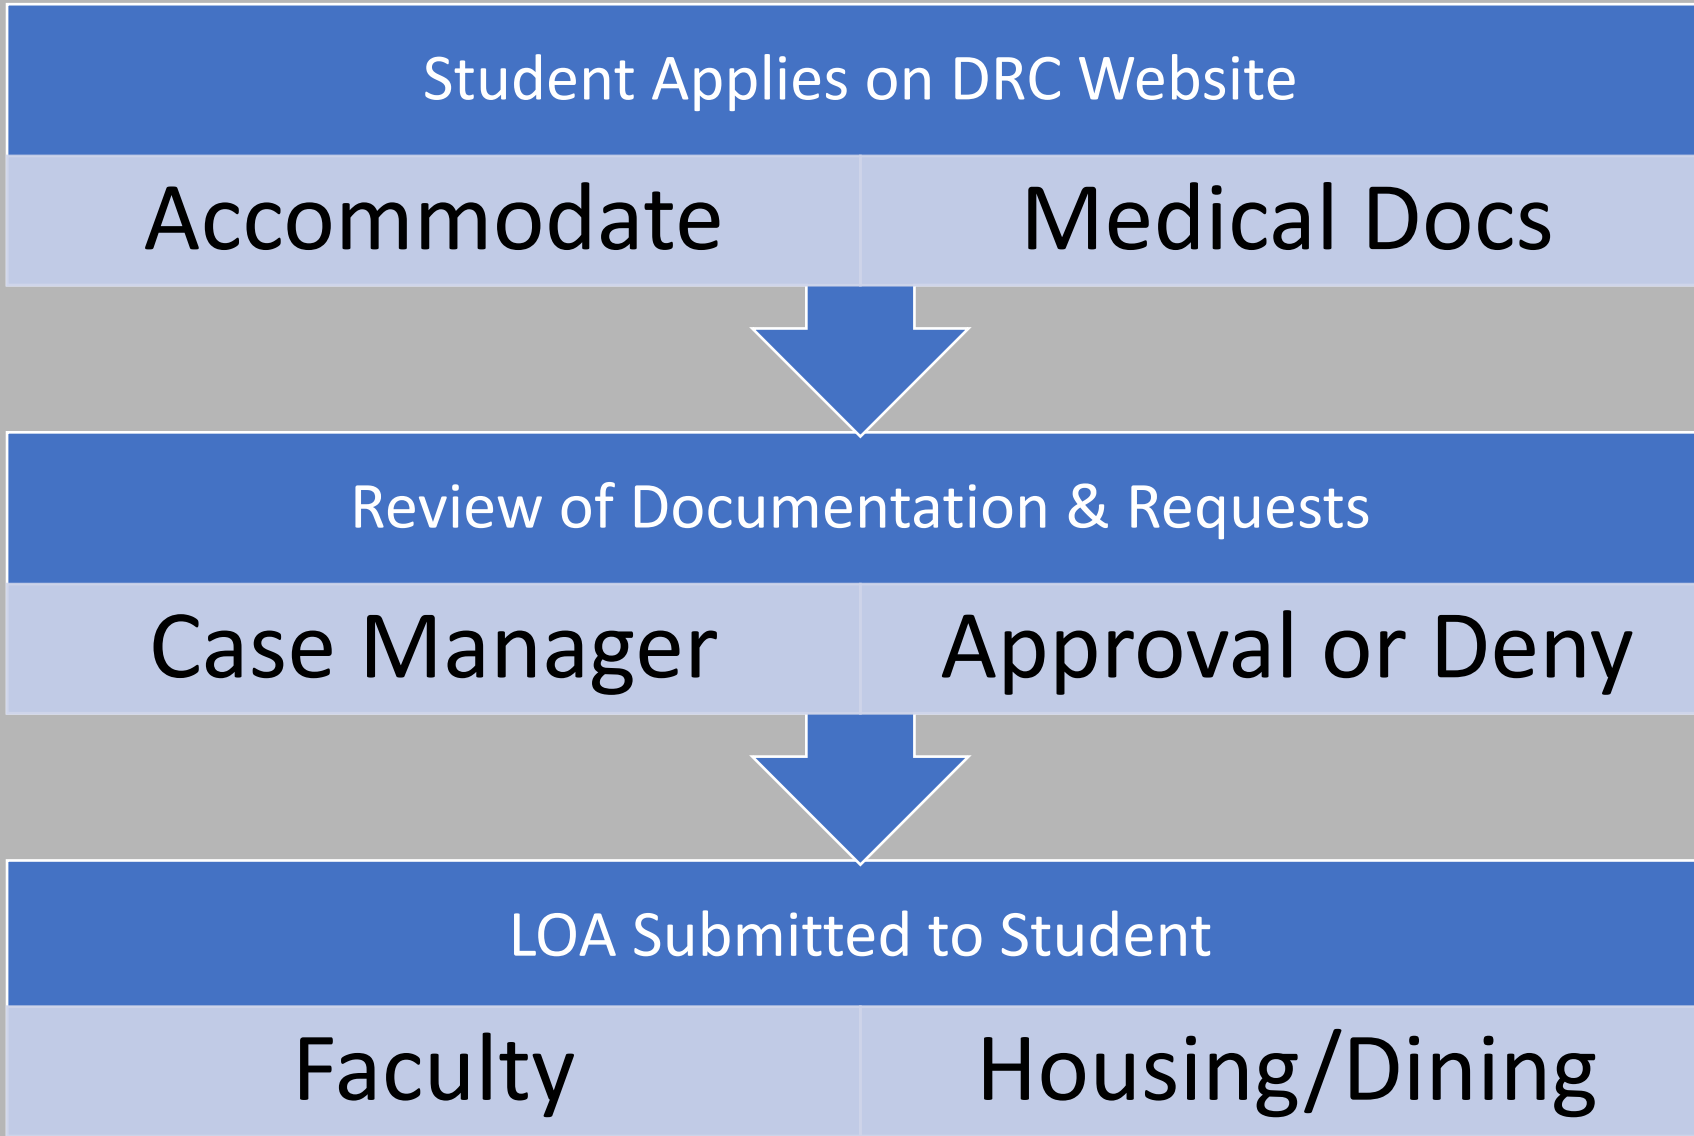 Student Applies on DRC Website
Accommodate
Medical Docs
Review of Documentation & Requests
Case Manager
Approval or Deny
LOA Submitted to Student
Faculty
Housing/Dining